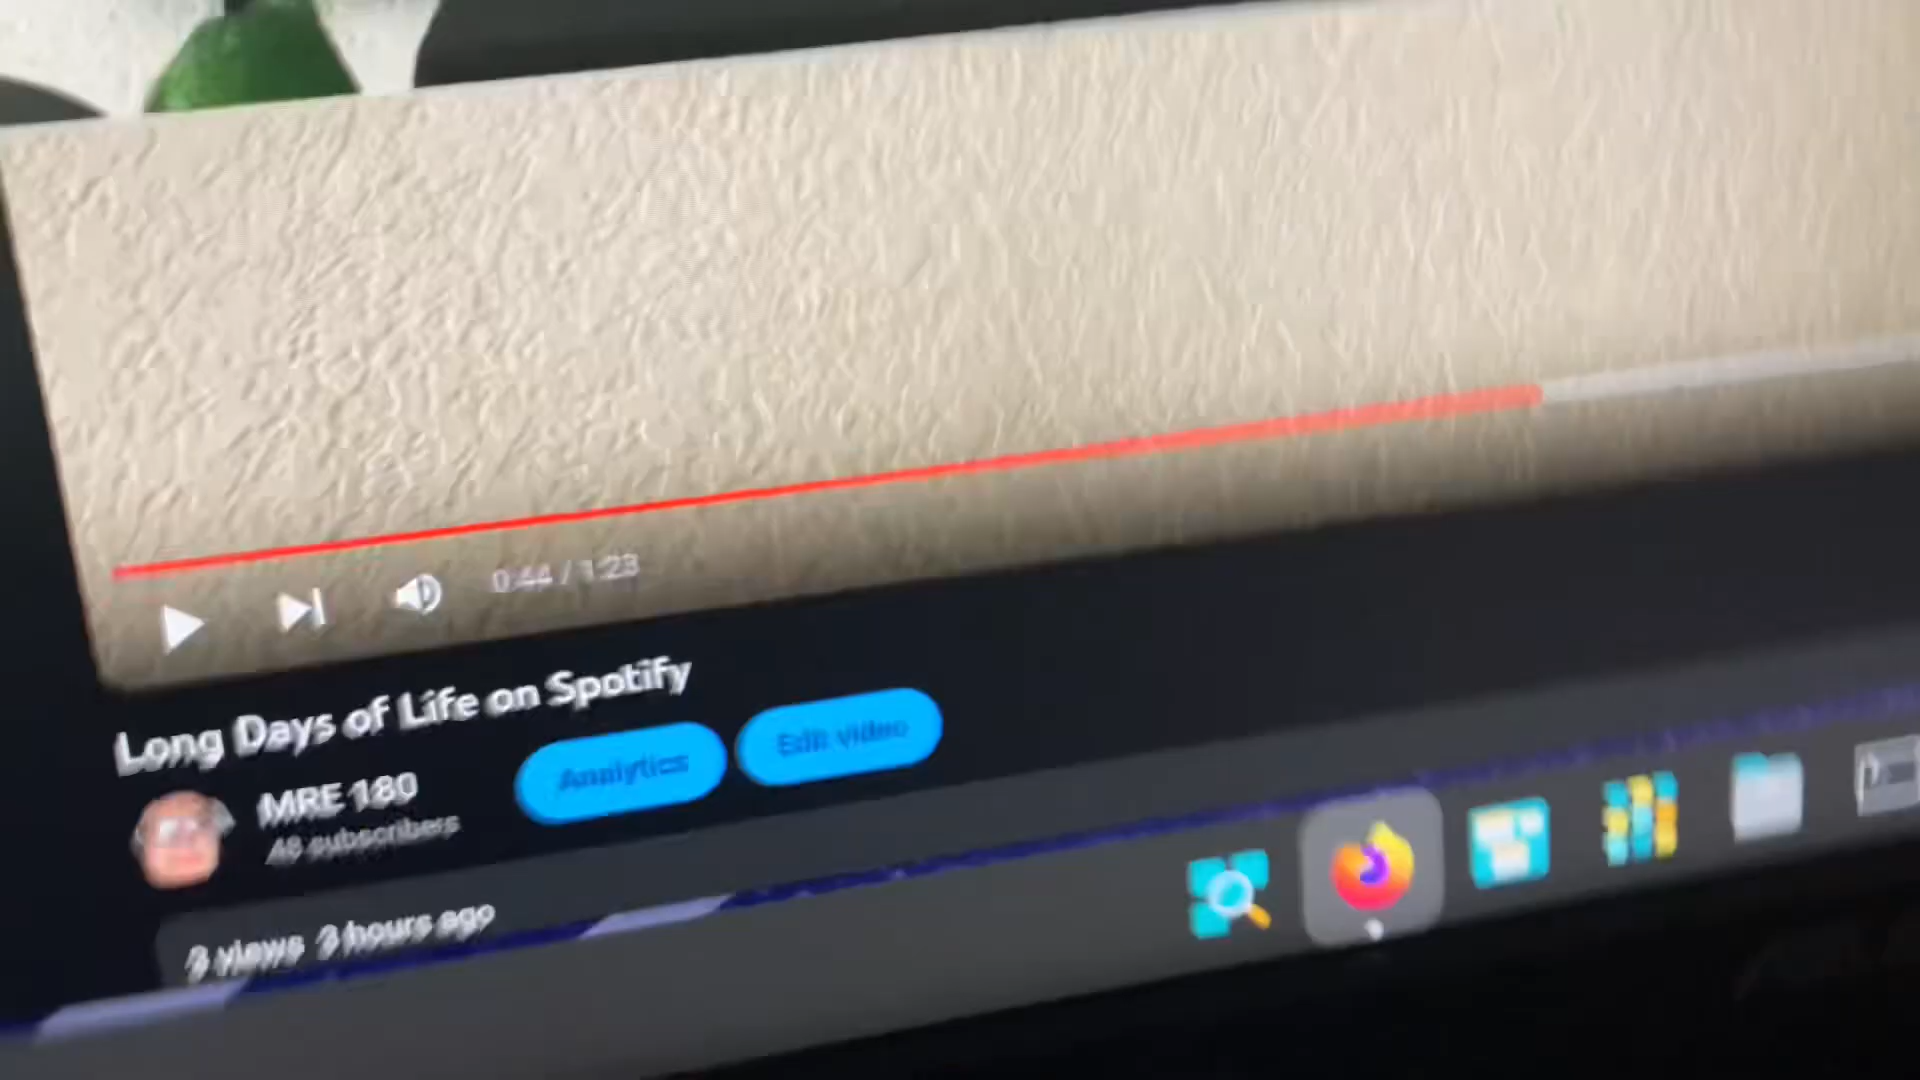 0:44 / 1:23
Long Days of Life on Spotify
MRE 180
48 subscribers
Analytics
Edit video
3 views 3 hours ago